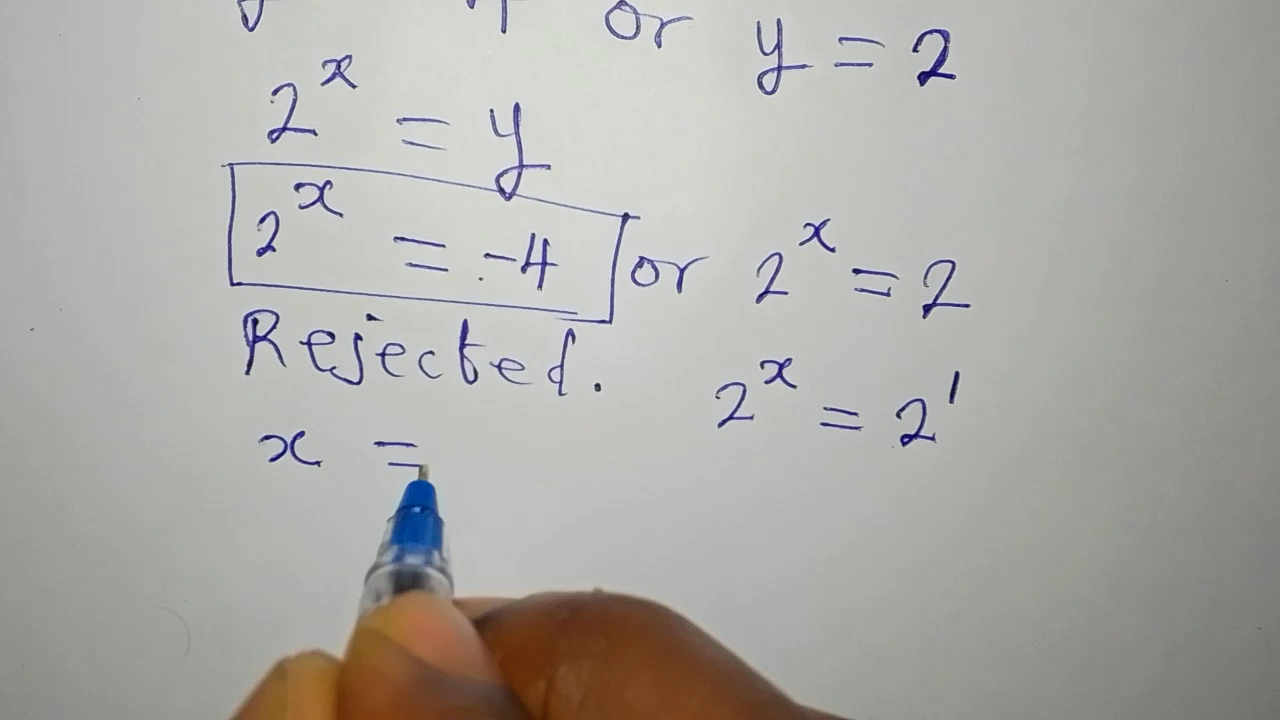 or y = 2
2^x = y
2^x = -4 or 2^x = 2
Rejected. 2^x = 2^1
x =